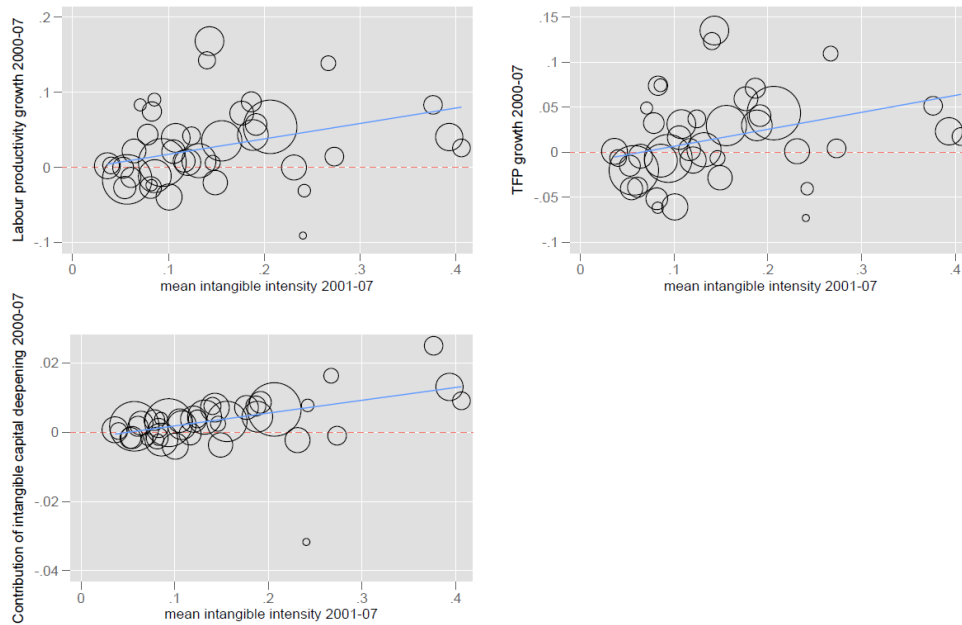 Labour productivity growth 2000-07
.2
.1
0
-.1
0 .1 .2 .3 .4
mean intangible intensity 2001-07
TFP growth 2000-07
.15
.1
.05
0
-.05
-.1
0 .1 .2 .3 .4
mean intangible intensity 2001-07
Contribution of intangible capital deepening 2000-07
.02
0
-.02
-.04
0 .1 .2 .3 .4
mean intangible intensity 2001-07